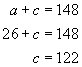 a + c = 148
26 + c = 148
c = 122